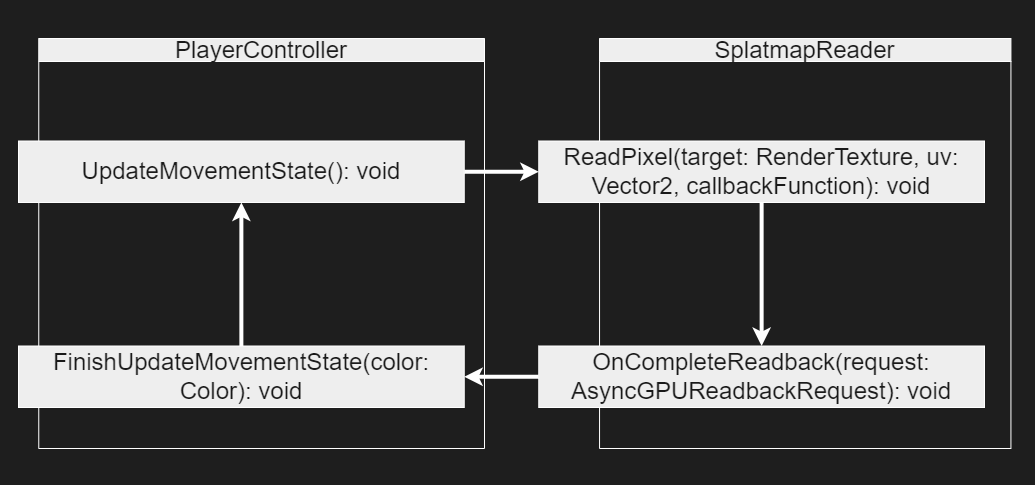 PlayerController
SplatmapReader
UpdateMovementState(): void
ReadPixel(target: RenderTexture, uv:
Vector2, callbackFunction): void
FinishUpdateMovementState(color:
Color): void
OnCompleteReadback(request:
AsyncGPUReadbackRequest): void